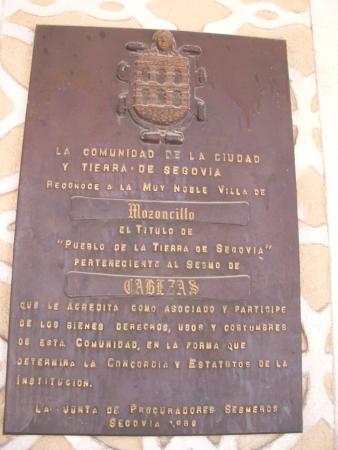 LA COMUNIDAD DE LA CIUDAD
Y TIERRA DE SEGOVIA
RECONOCE A LA MUY NOBLE VILLA DE
Mozoncillo
EL TITULO DE
"PUEBLO DE LA TIERRA DE SEGOVIA"
PERTENECIENTE AL SESMO DE
CABEZAS
QUE LE ACREDITA COMO ASOCIADO Y PARTICIPE
DE LOS BIENES DERECHOS, USOS Y COSTUMBRES
DE ESTA COMUNIDAD, EN LA FORMA QUE
DETERMINA LA CONCORDIA Y ESTATUTOS DE LA
INSTITUCION.
LA JUNTA DE PROCURADORES SESMEROS
SEGOVIA